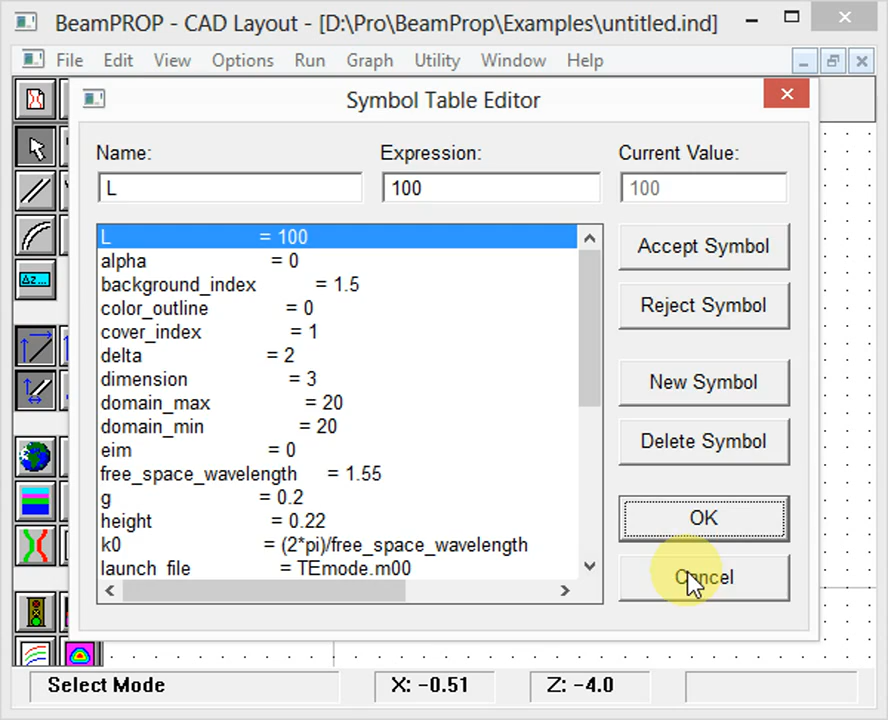 BeamPROP - CAD Layout - [D:\Pro\BeamProp\Examples\untitled.ind]
File Edit View Options Run Graph Utility Window Help
Symbol Table Editor
Name: Expression: Current Value:
L 100 100
L = 100
alpha = 0
background_index = 1.5
color_outline = 0
cover_index = 1
delta = 2
dimension = 3
domain_max = 20
domain_min = 20
eim = 0
free_space_wavelength = 1.55
g = 0.2
height = 0.22
k0 = (2*pi)/free_space_wavelength
launch_file = TEmode.m00
Accept Symbol
Reject Symbol
New Symbol
Delete Symbol
OK
Cancel
Δz...
Select Mode X: -0.51 Z: -4.0